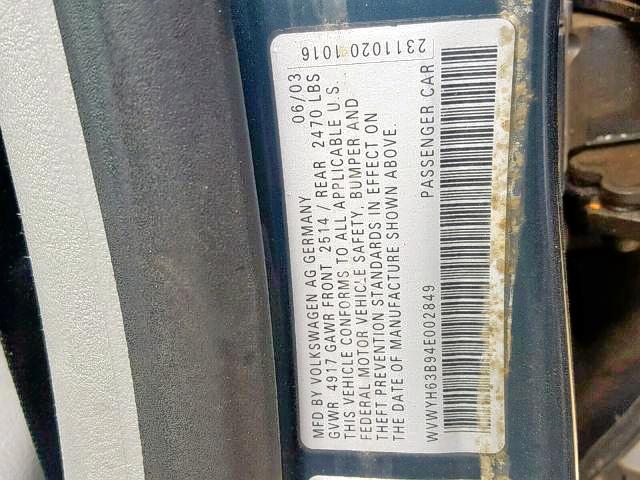 MFD BY VOLKSWAGEN AG GERMANY 06/03
GVWR 4917 GAWR FRONT 2514 / REAR 2470 LBS
THIS VEHICLE CONFORMS TO ALL APPLICABLE U.S.
FEDERAL MOTOR VEHICLE SAFETY, BUMPER AND
THEFT PREVENTION STANDARDS IN EFFECT ON
THE DATE OF MANUFACTURE SHOWN ABOVE.
WVWYH63B94E002849 PASSENGER CAR
231102021016